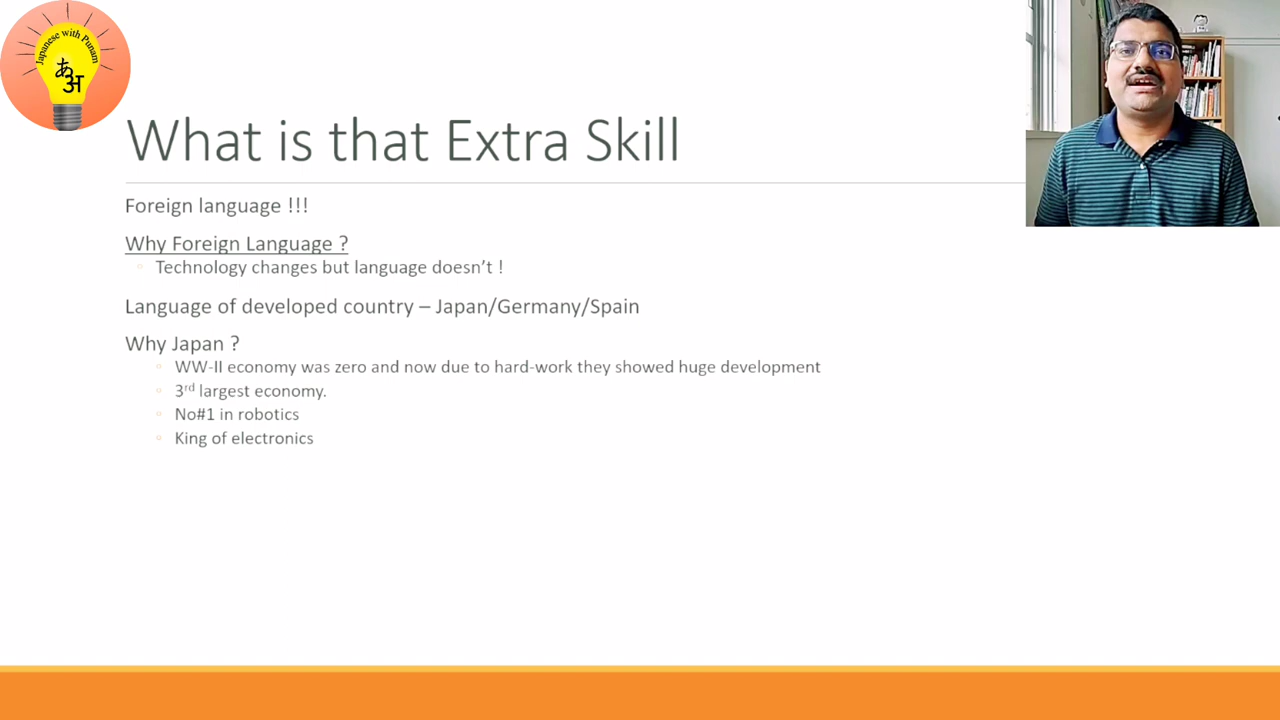 Japanese with Punam
あ
अ
What is that Extra Skill
Foreign language !!!
Why Foreign Language ?
Technology changes but language doesn’t !
Language of developed country – Japan/Germany/Spain
Why Japan ?
WW-II economy was zero and now due to hard-work they showed huge development
3rd largest economy.
No#1 in robotics
King of electronics